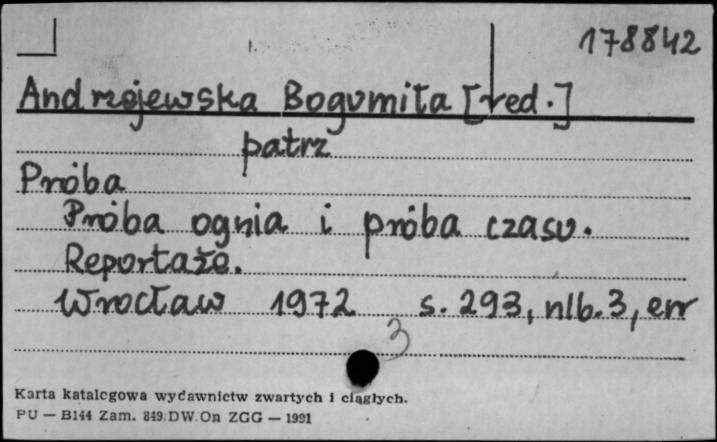 178842
Andrzejewska Bogumiła [red.]
patrz
Próba
Próba ognia i próba czasu.
Reportaże.
Wrocław 1972 s. 293, nlb. 3, err
3
Karta katalogowa wydawnictw zwartych i ciągłych.
PU — B144 Zam. 849/DW/On ZGG — 1991